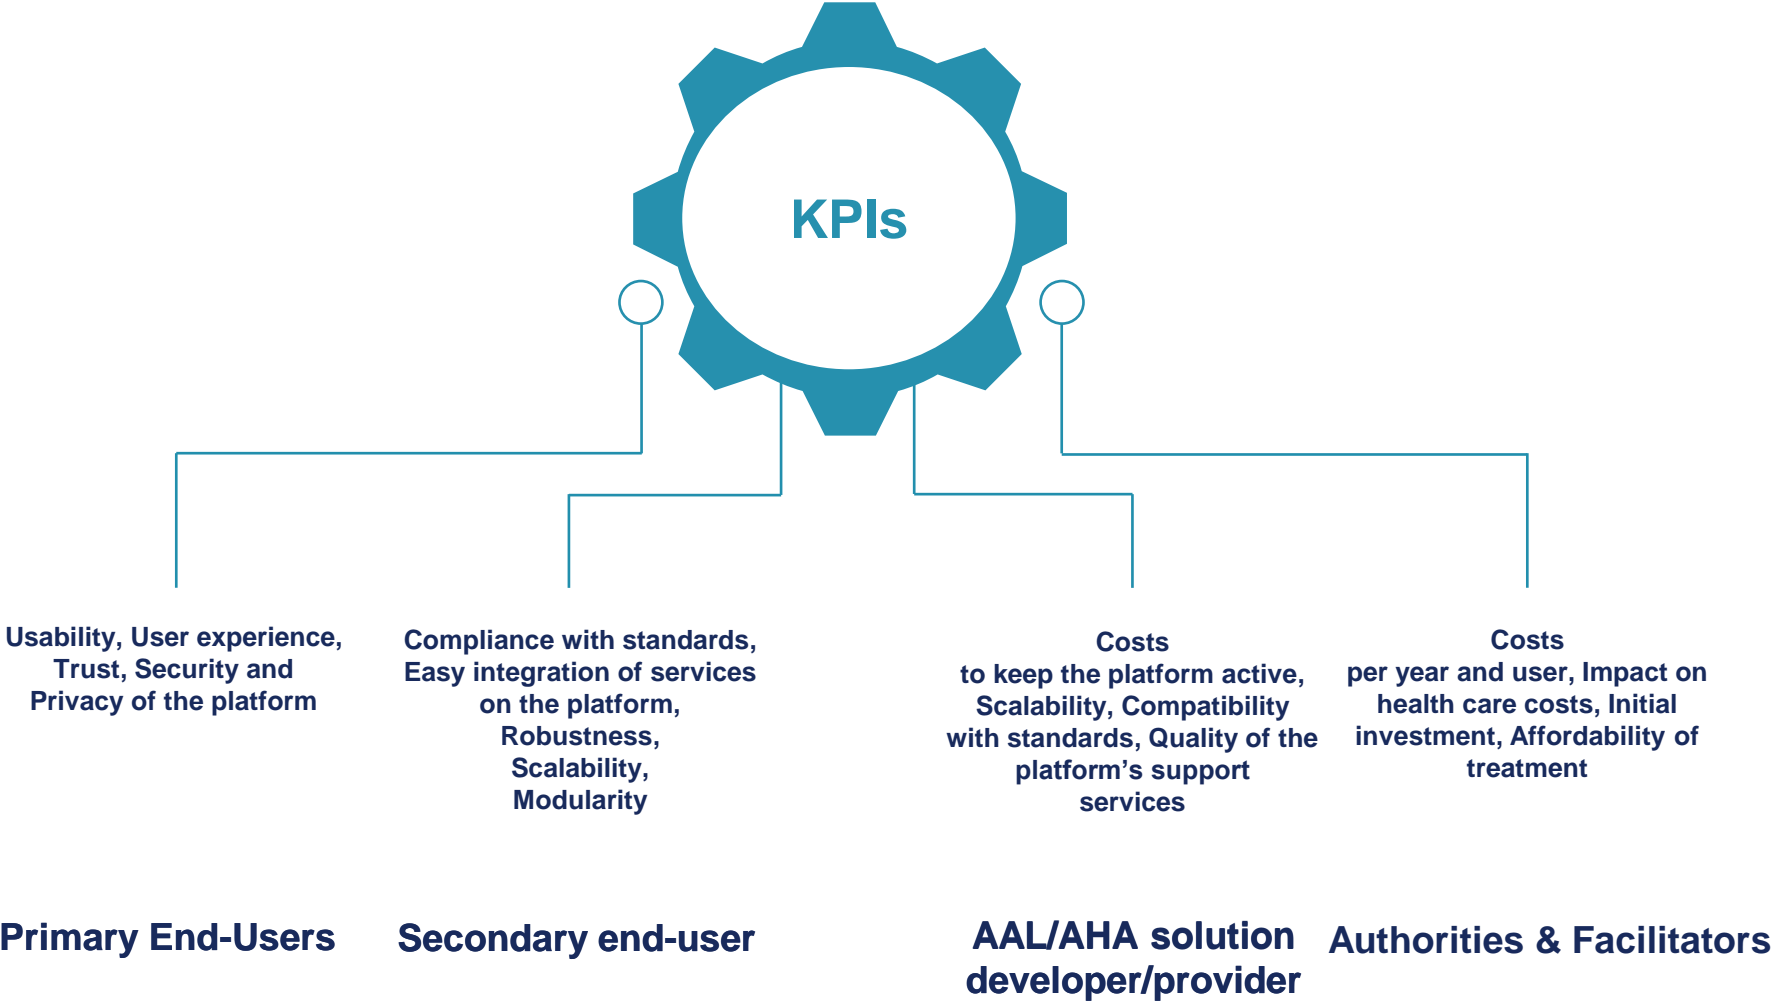 KPIs
Usability, User experience,
Trust, Security and
Privacy of the platform
Compliance with standards,
Easy integration of services
on the platform,
Robustness,
Scalability,
Modularity
Costs
to keep the platform active,
Scalability, Compatibility
with standards, Quality of the
platform’s support
services
Costs
per year and user, Impact on
health care costs, Initial
investment, Affordability of
treatment
Primary End-Users
Secondary end-user
AAL/AHA solution
developer/provider
Authorities & Facilitators